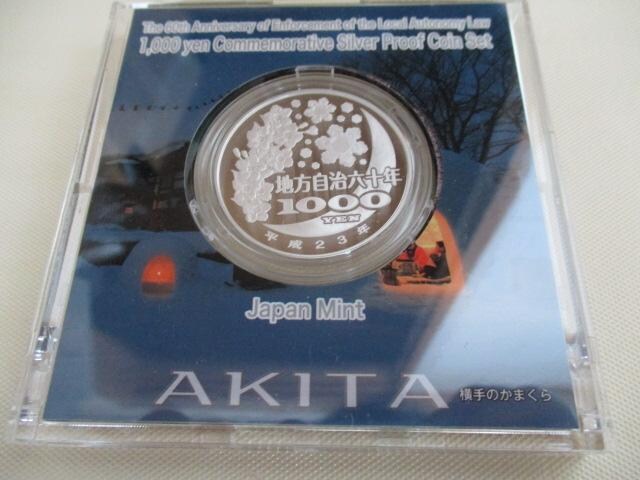 The 60th Anniversary of Enforcement of the Local Autonomy Law
1,000 yen Commemorative Silver Proof Coin Set
地方自治六十年
1000
YEN
平成23年
Japan Mint
AKITA
横手のかまくら